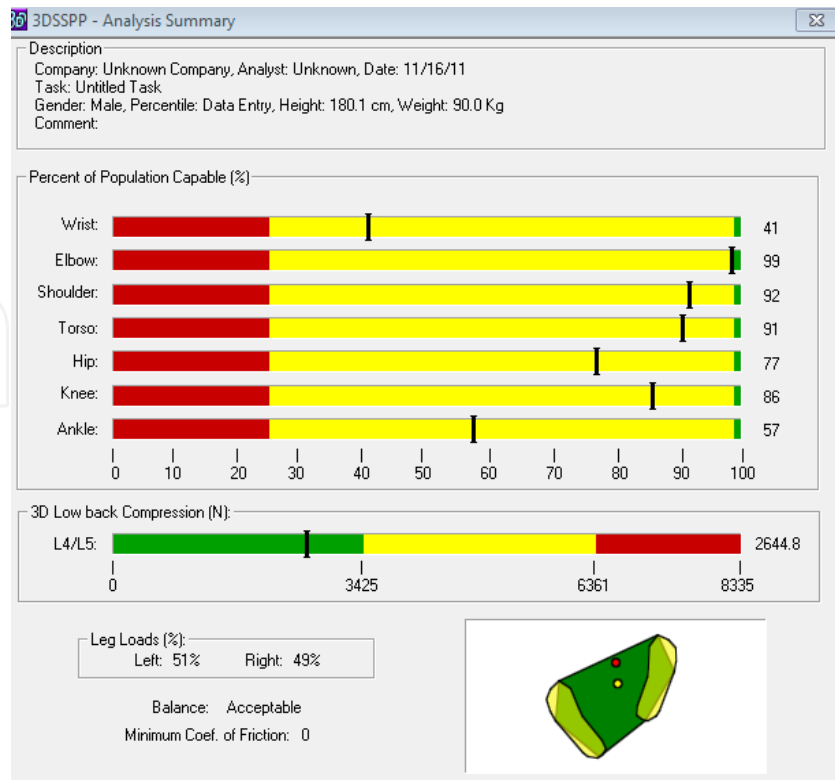 3DSSPP - Analysis Summary
Description
Company: Unknown Company, Analyst: Unknown, Date: 11/16/11
Task: Untitled Task
Gender: Male, Percentile: Data Entry, Height: 180.1 cm, Weight: 90.0 Kg
Comment:
Percent of Population Capable (%)
Wrist: 41
Elbow: 99
Shoulder: 92
Torso: 91
Hip: 77
Knee: 86
Ankle: 57
0 10 20 30 40 50 60 70 80 90 100
3D Low back Compression (N):
L4/L5: 2644.8
0 3425 6361 8335
Leg Loads (%):
Left: 51% Right: 49%
Balance: Acceptable
Minimum Coef. of Friction: 0